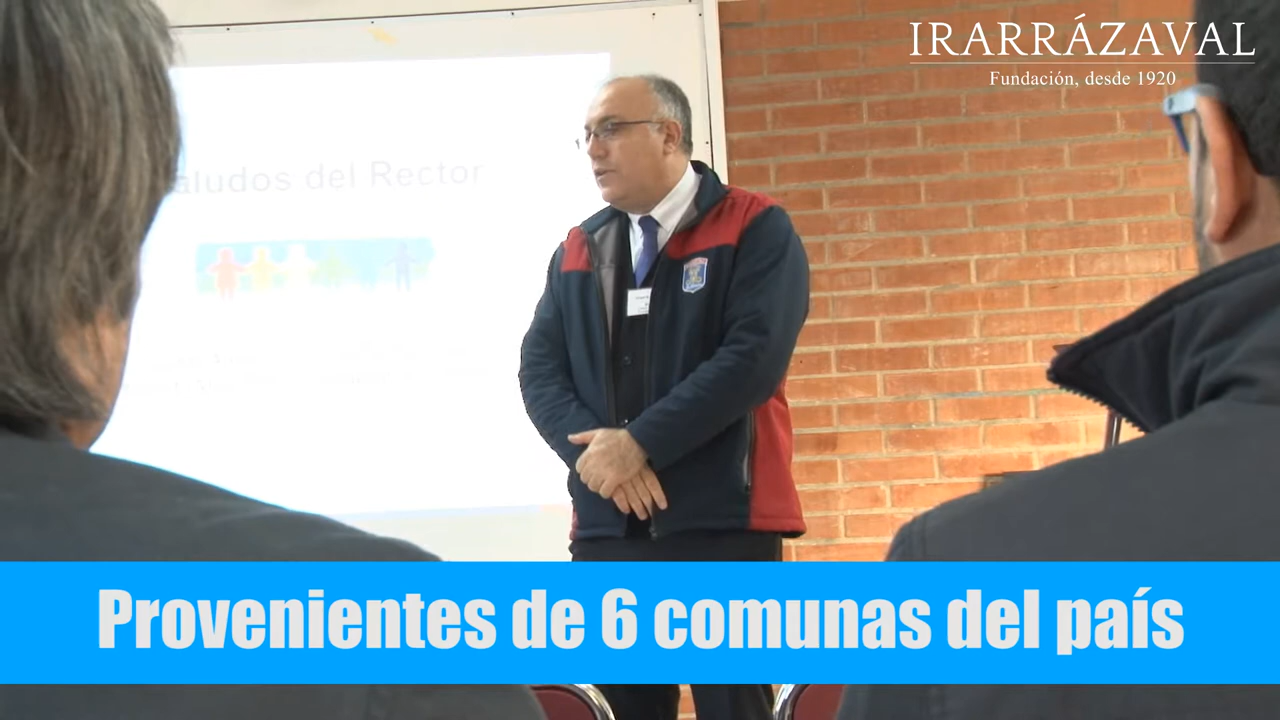 IRARRÁZAVAL
Fundación, desde 1920
aludos del Rector
Provenientes de 6 comunas del país